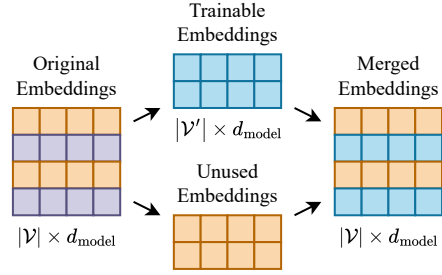 Original
Embeddings
|𝒱| × d_model
Trainable
Embeddings
|𝒱′| × d_model
Unused
Embeddings
Merged
Embeddings
|𝒱| × d_model